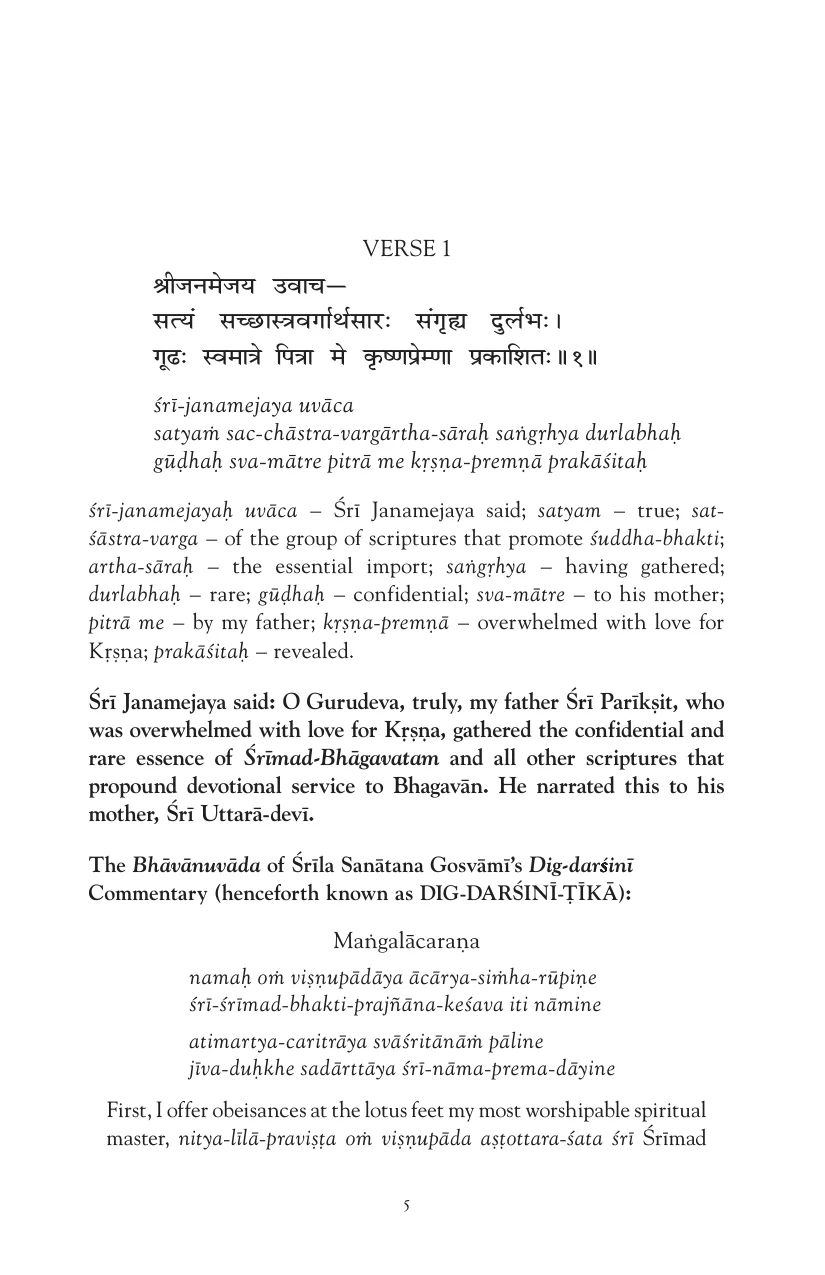 VERSE 1
श्रीजनमेजय उवाच—
सत्यं सच्छास्त्रवर्गार्थसारः संगृह्य दुर्लभः।
गूढः स्वमात्रे पित्रा मे कृष्णप्रेम्णा प्रकाशितः॥१॥
śrī-janamejaya uvāca
satyaṁ sac-chāstra-vargārtha-sāraḥ saṅgṛhya durlabhaḥ
gūḍhaḥ sva-mātre pitrā me kṛṣṇa-premṇā prakāśitaḥ
śrī-janamejayaḥ uvāca – Śrī Janamejaya said; satyam – true; sat-
śāstra-varga – of the group of scriptures that promote śuddha-bhakti;
artha-sāraḥ – the essential import; saṅgṛhya – having gathered;
durlabhaḥ – rare; gūḍhaḥ – confidential; sva-mātre – to his mother;
pitrā me – by my father; kṛṣṇa-premṇā – overwhelmed with love for
Kṛṣṇa; prakāśitaḥ – revealed.
Śrī Janamejaya said: O Gurudeva, truly, my father Śrī Parīkṣit, who
was overwhelmed with love for Kṛṣṇa, gathered the confidential and
rare essence of Śrīmad-Bhāgavatam and all other scriptures that
propound devotional service to Bhagavān. He narrated this to his
mother, Śrī Uttarā-devī.
The Bhāvānuvāda of Śrīla Sanātana Gosvāmī’s Dig-darśinī
Commentary (henceforth known as DIG-DARŚINĪ-ṬĪKĀ):
Maṅgalācaraṇa
namaḥ oṁ viṣṇupādāya ācārya-siṁha-rūpiṇe
śrī-śrīmad-bhakti-prajñāna-keśava iti nāmine
atimartya-caritrāya svāśritānāṁ pāline
jīva-duḥkhe sadārttāya śrī-nāma-prema-dāyine
First, I offer obeisances at the lotus feet my most worshipable spiritual
master, nitya-līlā-praviṣṭa oṁ viṣṇupāda aṣṭottara-śata śrī Śrīmad
5